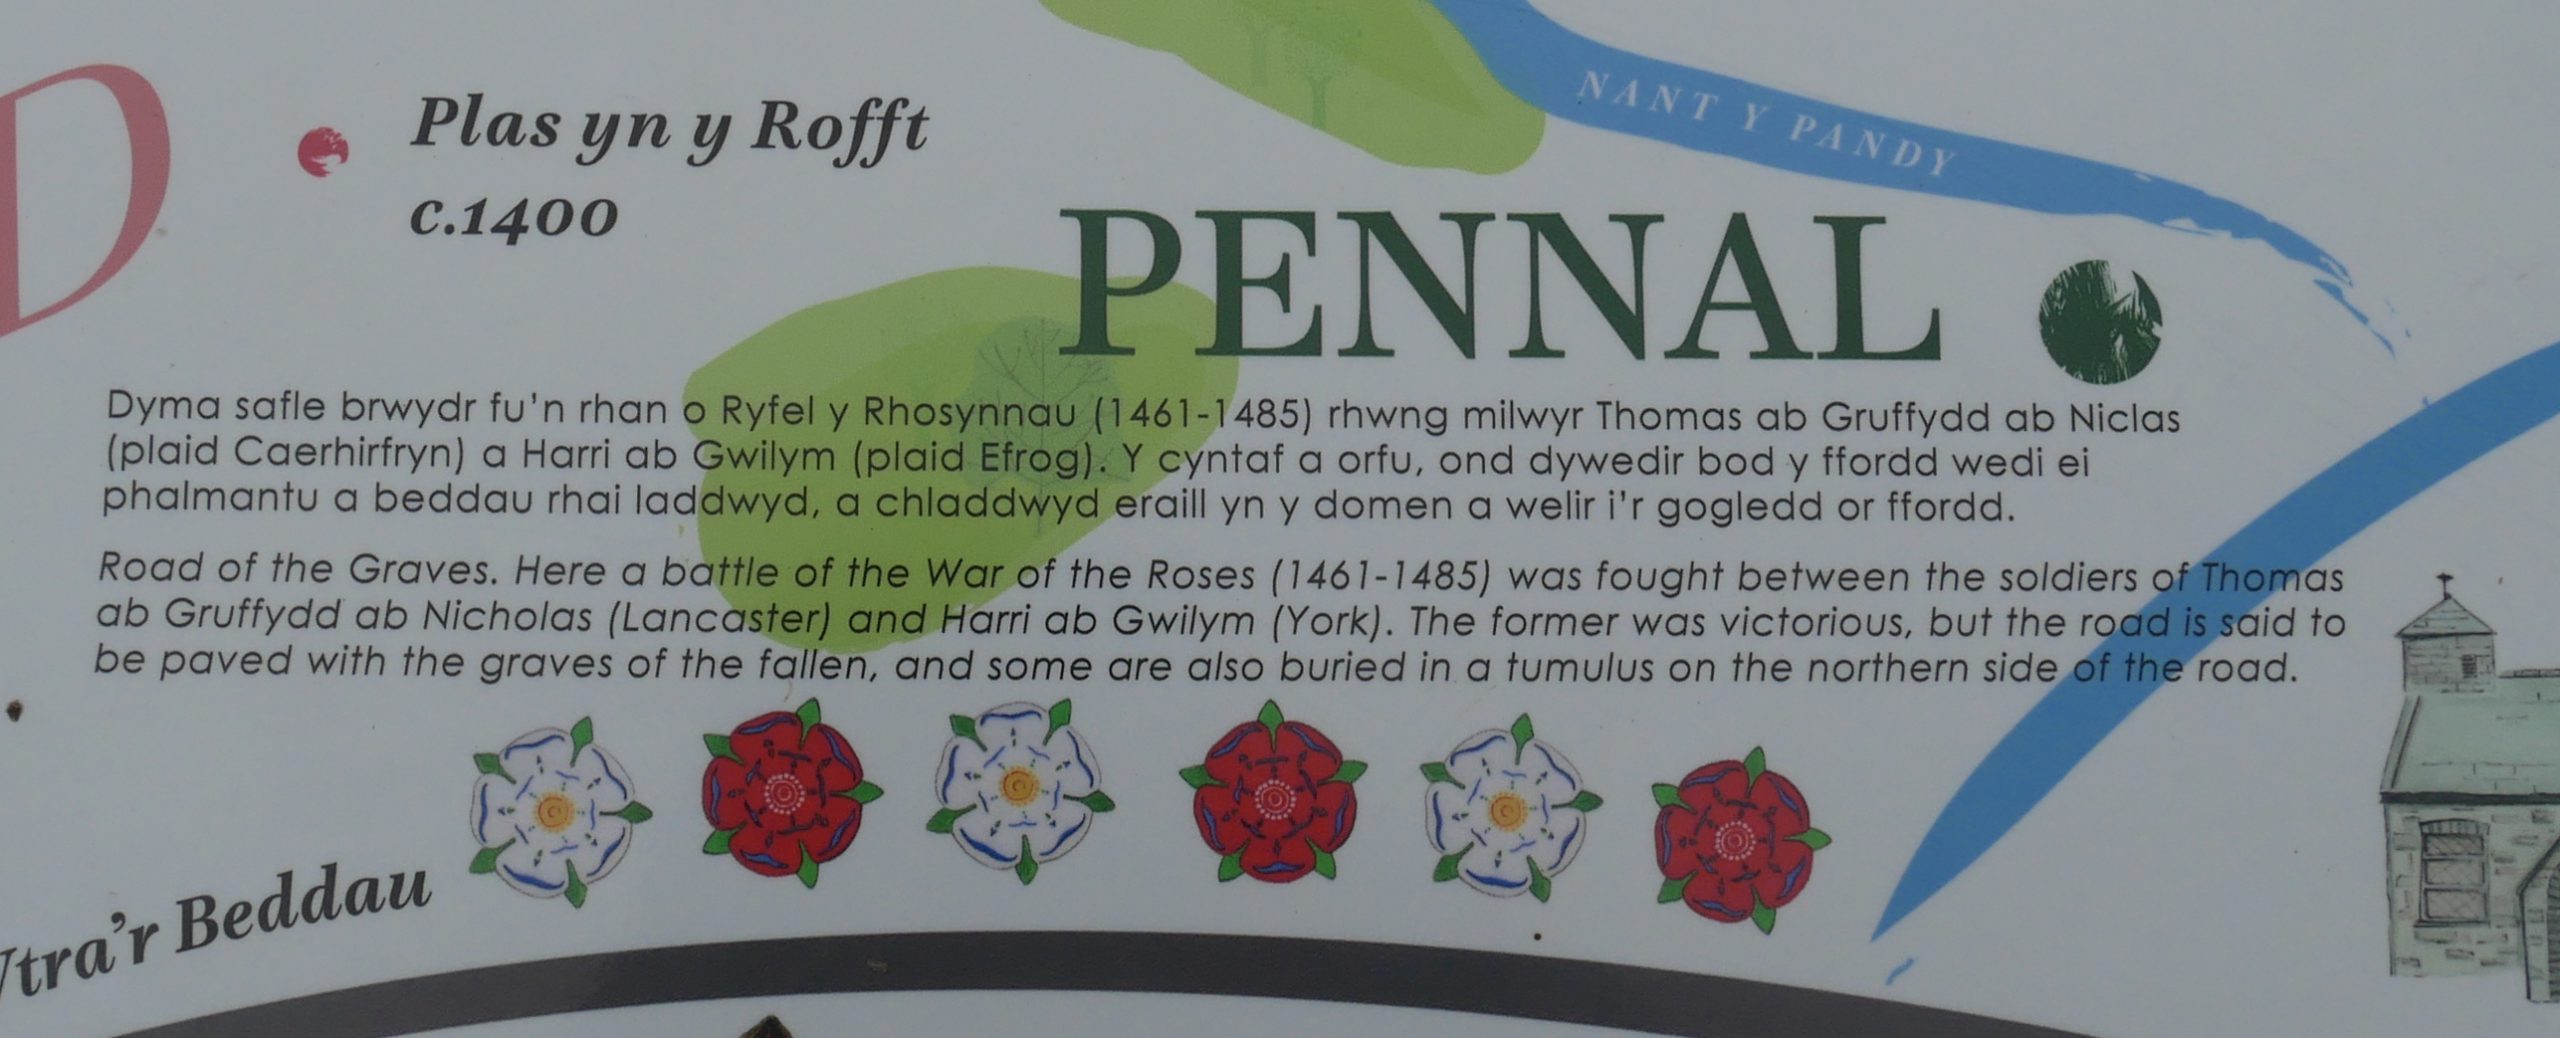 D
Plas yn y Rofft
c.1400
NANT Y PANDY
PENNAL
Dyma safle brwydr fu'n rhan o Ryfel y Rhosynnau (1461-1485) rhwng milwyr Thomas ab Gruffydd ab Niclas
(plaid Caerhirfryn) a Harri ab Gwilym (plaid Efrog). Y cyntaf a orfu, ond dywedir bod y ffordd wedi ei
phalmantu a beddau rhai laddwyd, a chladdwyd eraill yn y domen a welir i'r gogledd or ffordd.
Road of the Graves. Here a battle of the War of the Roses (1461-1485) was fought between the soldiers of Thomas
ab Gruffydd ab Nicholas (Lancaster) and Harri ab Gwilym (York). The former was victorious, but the road is said to
be paved with the graves of the fallen, and some are also buried in a tumulus on the northern side of the road.
Wtra'r Beddau